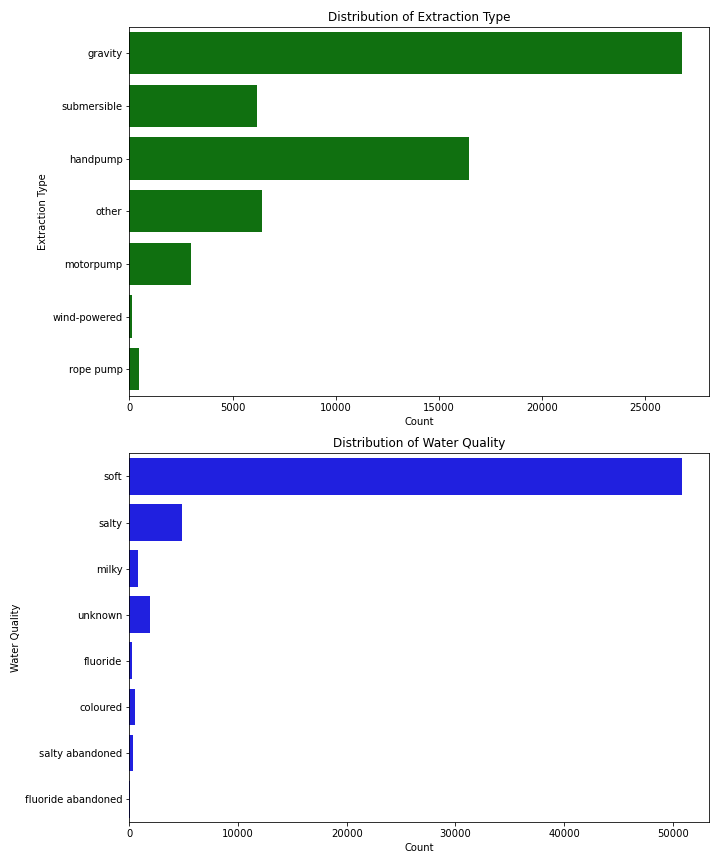 Distribution of Extraction Type
Extraction Type
gravity
submersible
handpump
other
motorpump
wind-powered
rope pump
0 5000 10000 15000 20000 25000
Count
Distribution of Water Quality
Water Quality
soft
salty
milky
unknown
fluoride
coloured
salty abandoned
fluoride abandoned
0 10000 20000 30000 40000 50000
Count